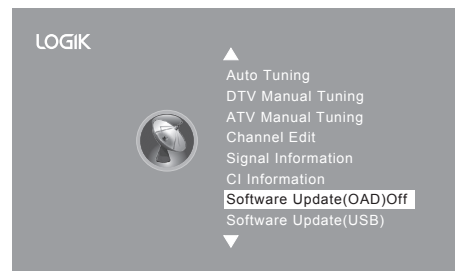 LOGIK
Auto Tuning
DTV Manual Tuning
ATV Manual Tuning
Channel Edit
Signal Information
CI Information
Software Update(OAD)Off
Software Update(USB)